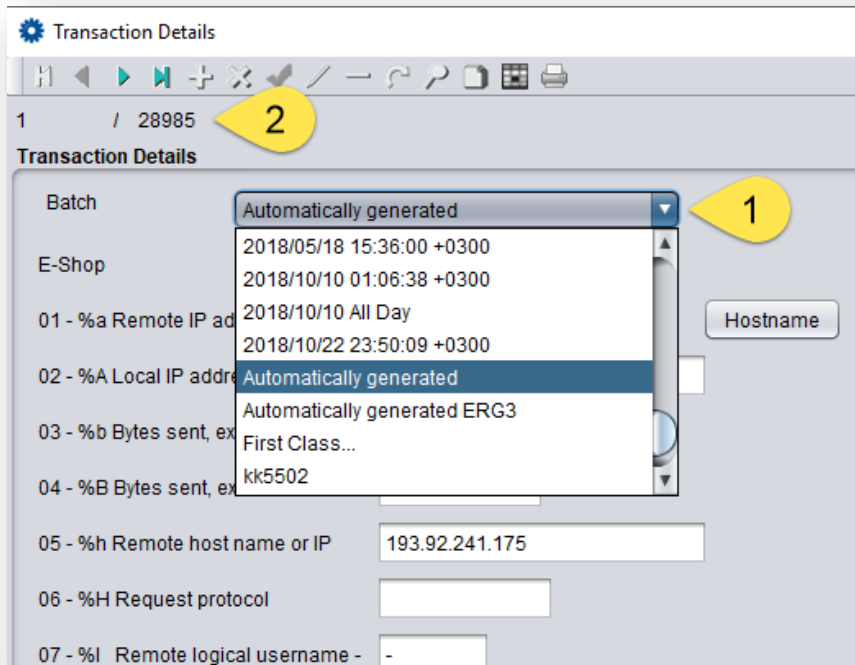 Transaction Details
1 / 28985
2
Transaction Details
Batch
Automatically generated
1
2018/05/18 15:36:00 +0300
E-Shop
2018/10/10 01:06:38 +0300
01 - %a Remote IP ad
2018/10/10 All Day
Hostname
2018/10/22 23:50:09 +0300
02 - %A Local IP addre
Automatically generated
Automatically generated ERG3
03 - %b Bytes sent, ex
First Class...
kk5502
04 - %B Bytes sent, ex
05 - %h Remote host name or IP 193.92.241.175
06 - %H Request protocol
07 - %l Remote logical username - -